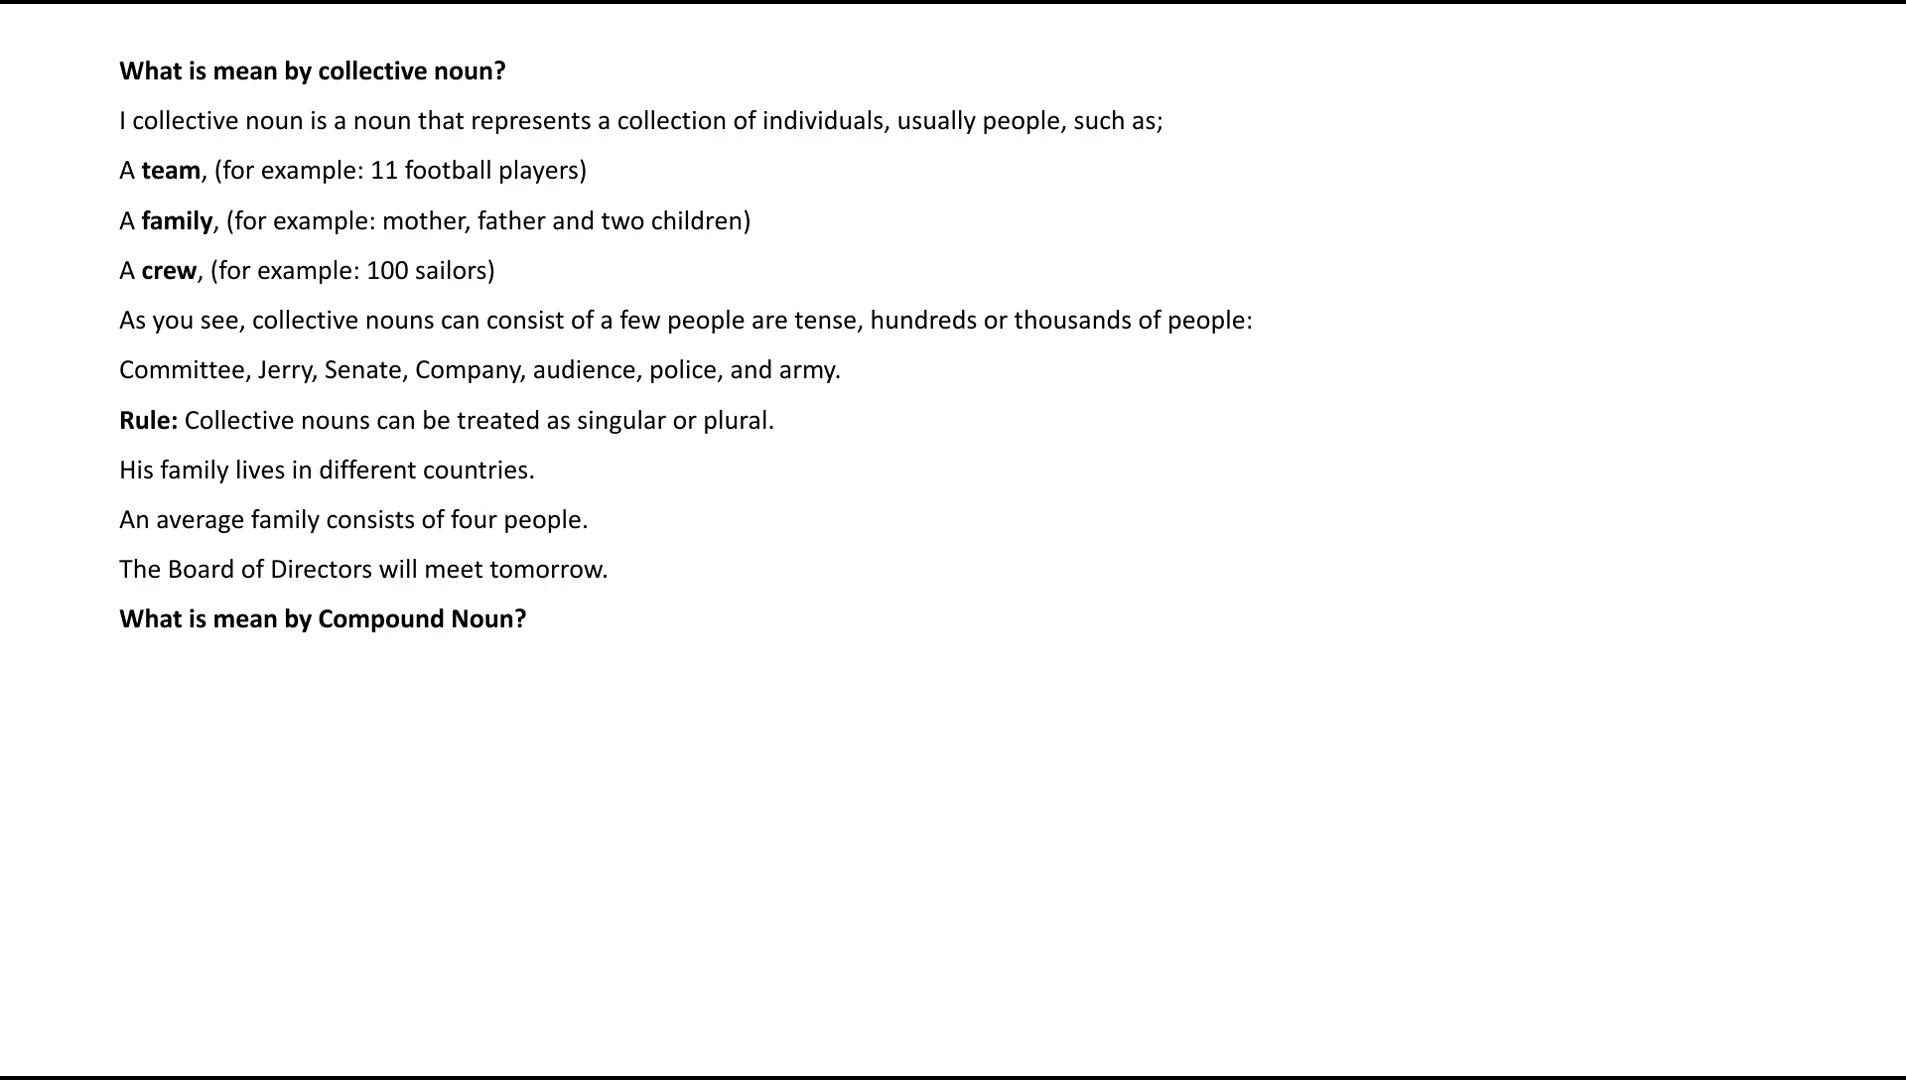 What is mean by collective noun?
I collective noun is a noun that represents a collection of individuals, usually people, such as;
A team, (for example: 11 football players)
A family, (for example: mother, father and two children)
A crew, (for example: 100 sailors)
As you see, collective nouns can consist of a few people are tense, hundreds or thousands of people:
Committee, Jerry, Senate, Company, audience, police, and army.
Rule: Collective nouns can be treated as singular or plural.
His family lives in different countries.
An average family consists of four people.
The Board of Directors will meet tomorrow.
What is mean by Compound Noun?